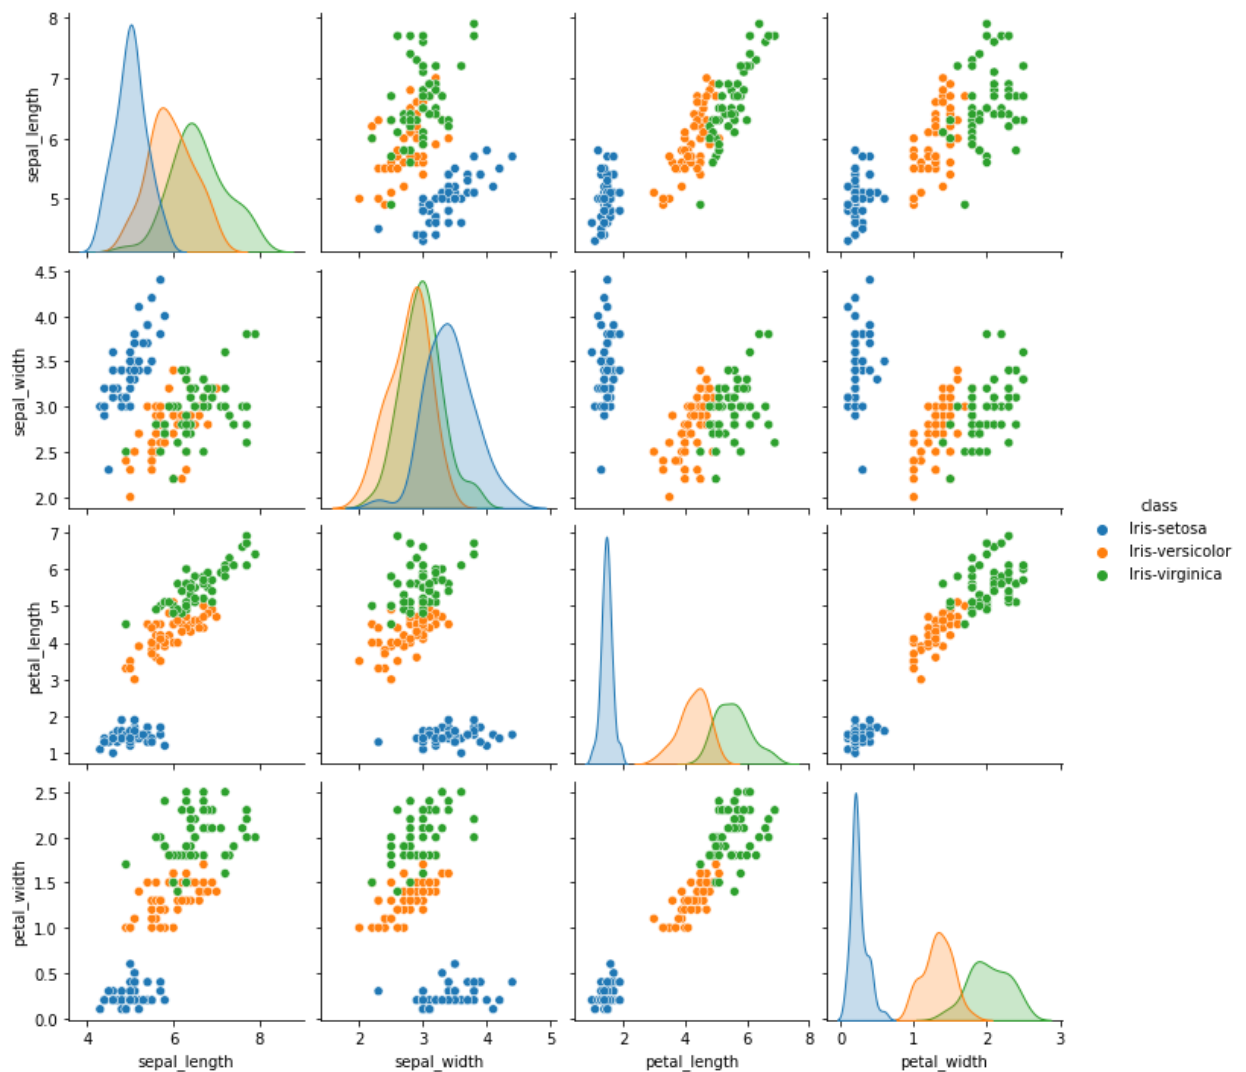 8
7
6
5
sepal_length
4 6 8
2 3 4 5
2 4 6 8
0 1 2 3
4.5
4.0
3.5
3.0
2.5
2.0
sepal_width
class
Iris-setosa
Iris-versicolor
Iris-virginica
7
6
5
4
3
2
1
petal_length
2.5
2.0
1.5
1.0
0.5
0.0
petal_width
sepal_length sepal_width petal_length petal_width